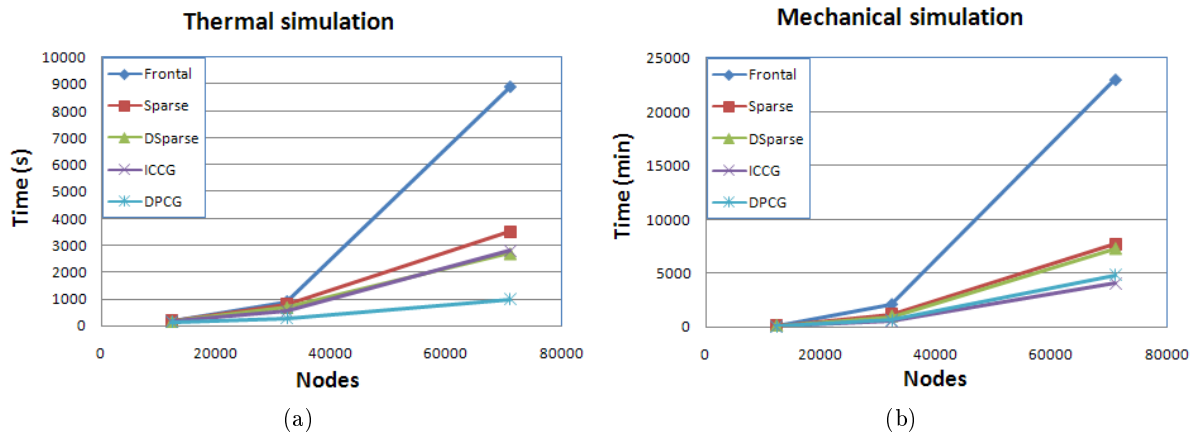 Thermal simulation
Time (s)
10000
9000
8000
7000
6000
5000
4000
3000
2000
1000
0
Frontal
Sparse
DSparse
ICCG
DPCG
0 20000 40000 60000 80000
Nodes
(a)
Mechanical simulation
Time (min)
25000
20000
15000
10000
5000
0
Frontal
Sparse
DSparse
ICCG
DPCG
0 20000 40000 60000 80000
Nodes
(b)